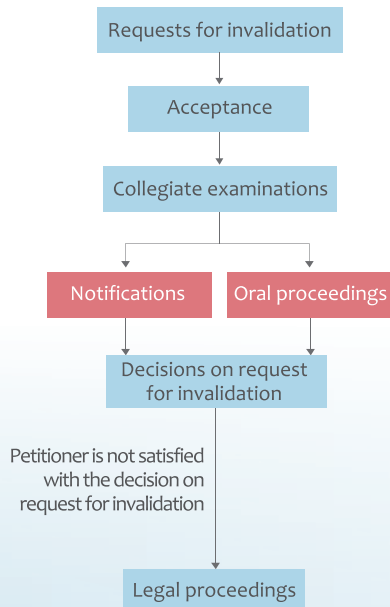 Requests for invalidation
Acceptance
Collegiate examinations
Notifications
Oral proceedings
Decisions on request
for invalidation
Petitioner is not satisfied
with the decision on
request for invalidation
Legal proceedings